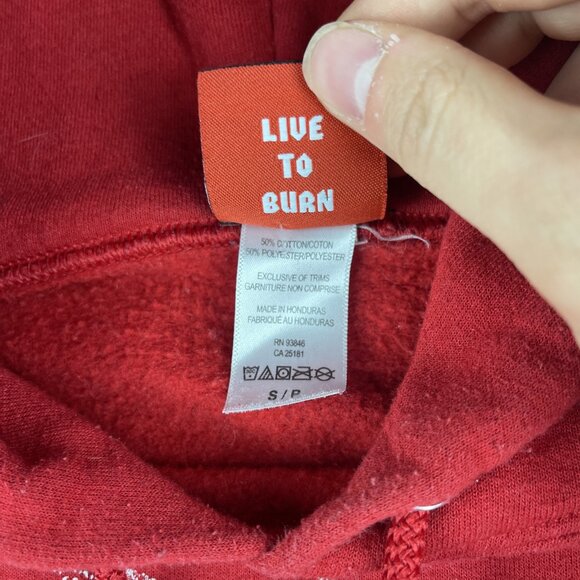 LIVE
TO
BURN
50% COTTON/COTON
50% POLYESTER/POLYESTER
EXCLUSIVE OF TRIMS
GARNITURE NON COMPRISE
MADE IN HONDURAS
FABRIQUÉ AU HONDURAS
RN 93846
CA 25181
S / P